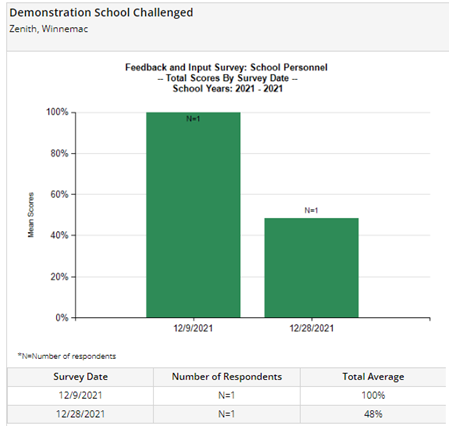 Demonstration School Challenged
Zenith, Winnemac
Feedback and Input Survey: School Personnel
-- Total Scores By Survey Date --
School Years: 2021 - 2021
Mean Scores
100%
80%
60%
40%
20%
0%
N=1
N=1
12/9/2021
12/28/2021
*N=Number of respondents
Survey Date Number of Respondents Total Average
12/9/2021 N=1 100%
12/28/2021 N=1 48%